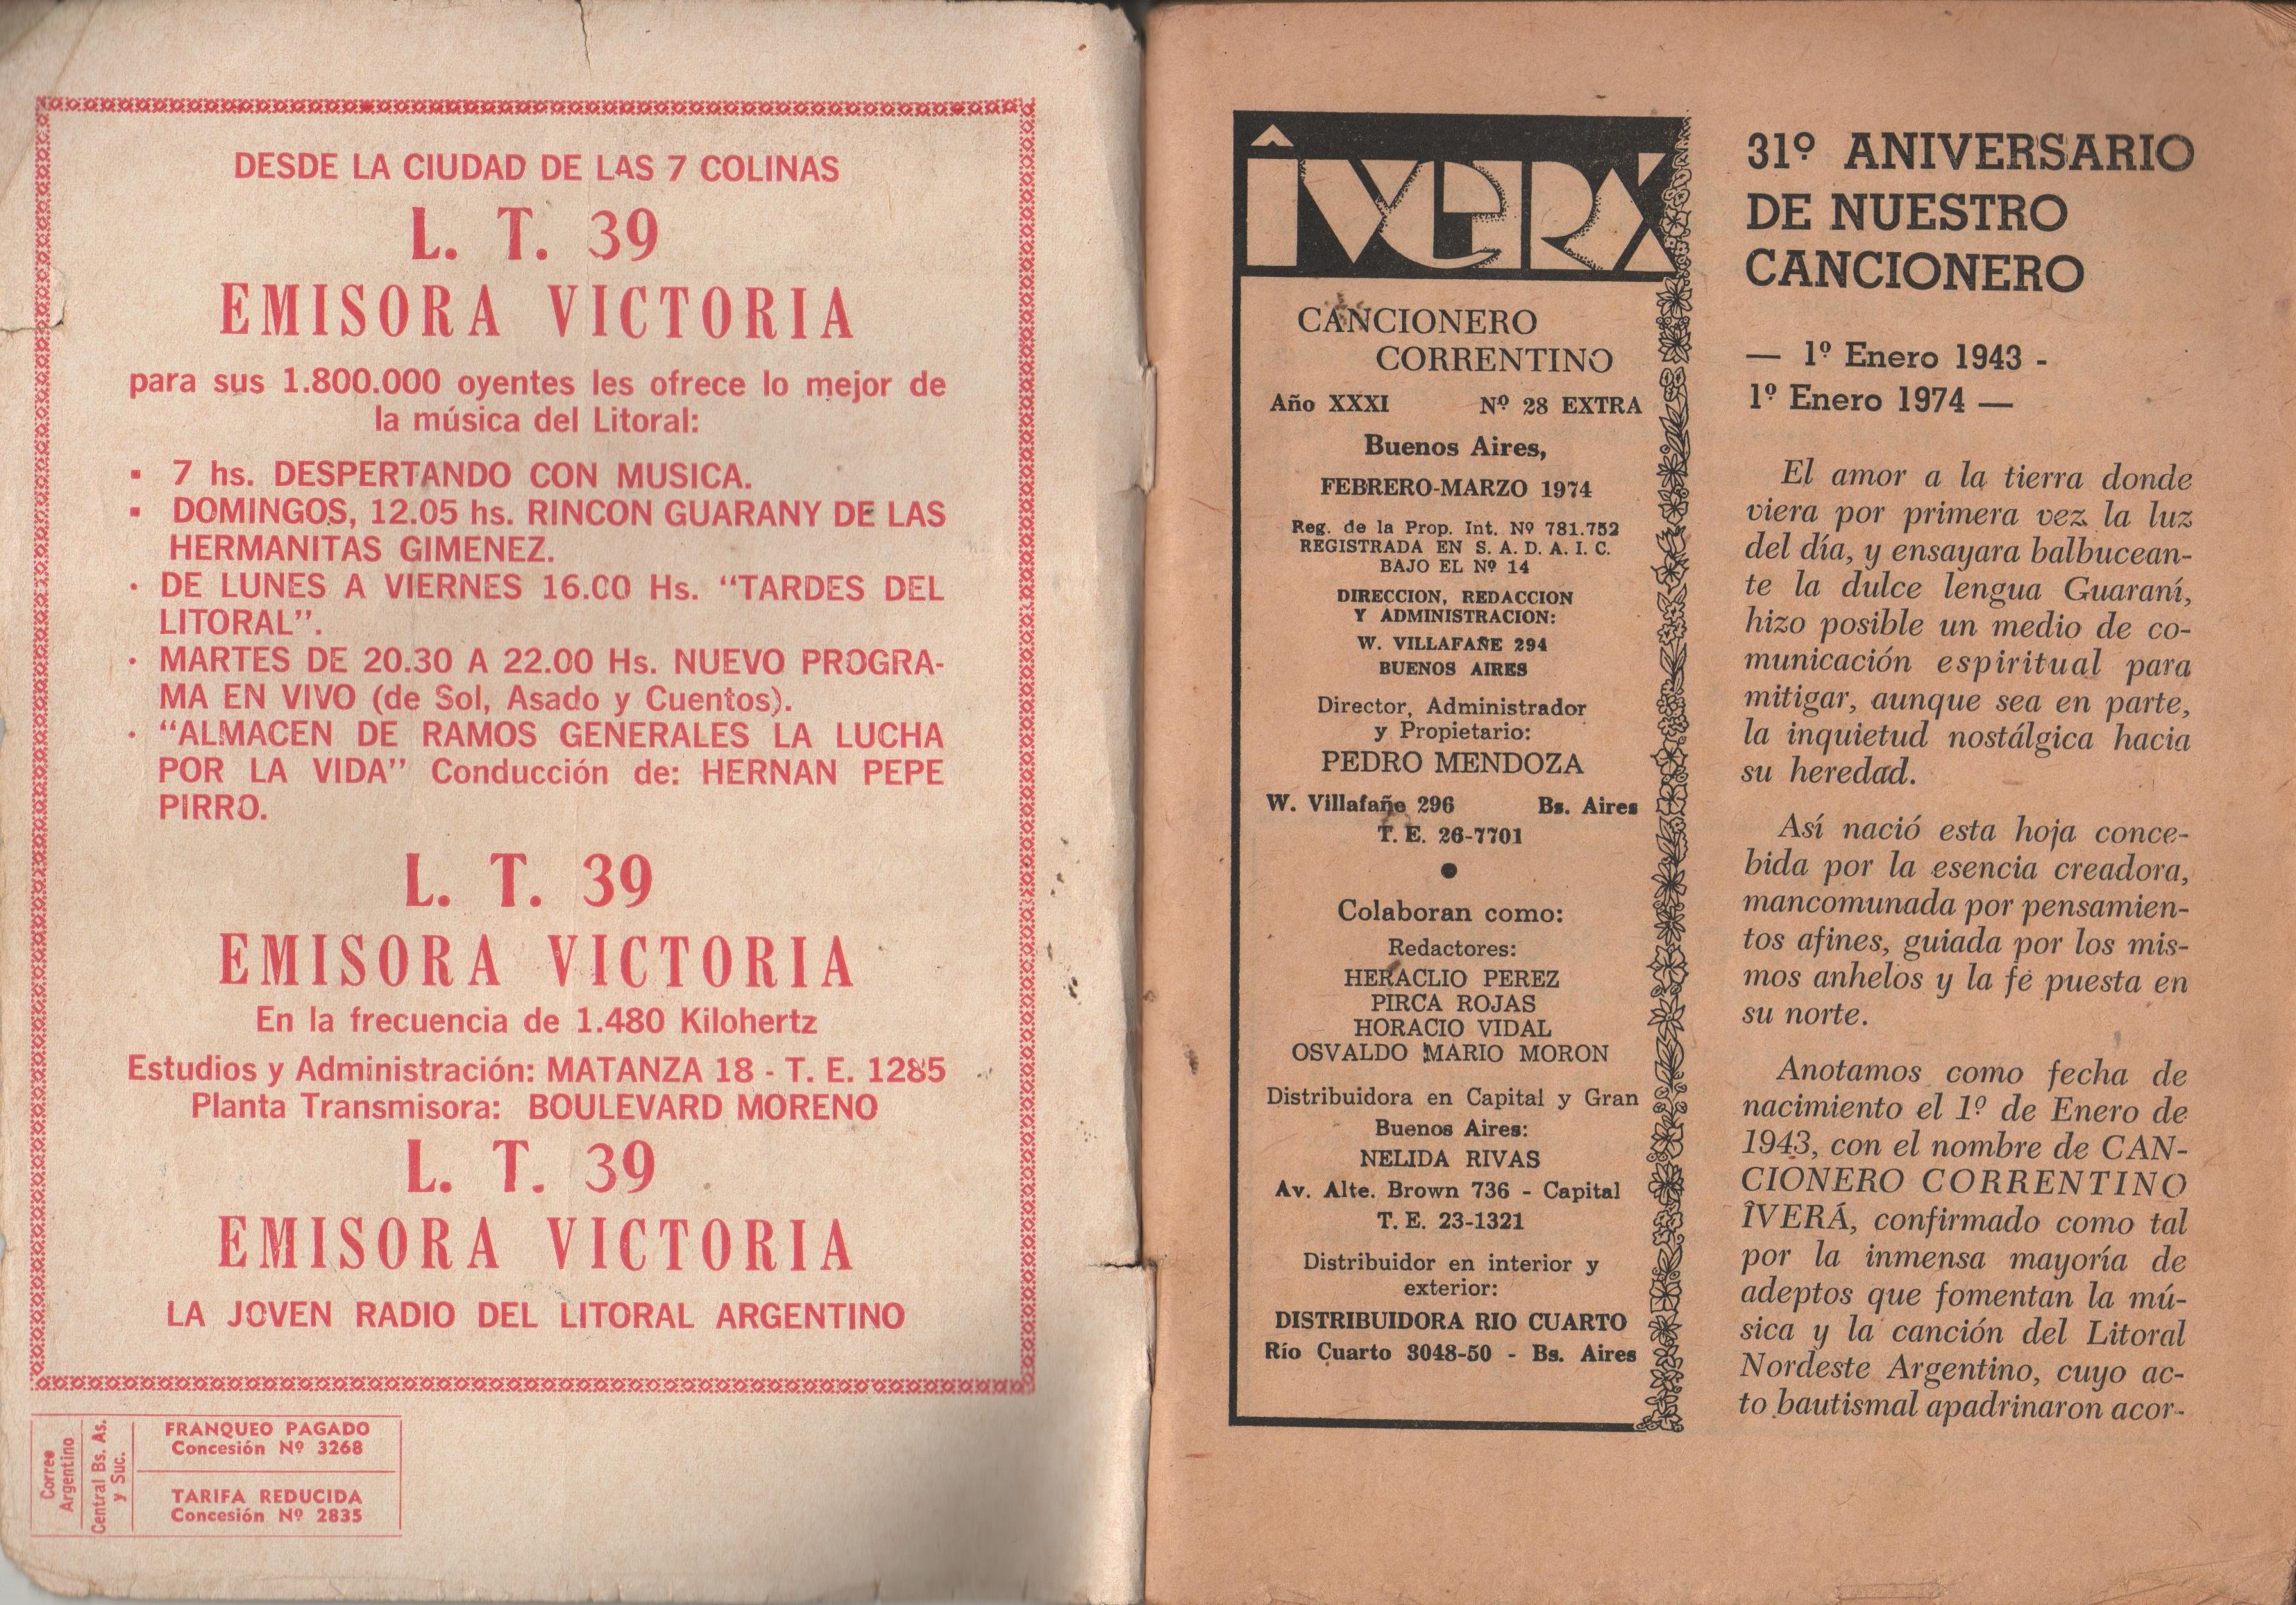 DESDE LA CIUDAD DE LAS 7 COLINAS
L. T. 39
EMISORA VICTORIA
para sus 1.800.000 oyentes les ofrece lo mejor de
la música del Litoral:
▪ 7 hs. DESPERTANDO CON MUSICA.
▪ DOMINGOS, 12.05 hs. RINCON GUARANY DE LAS
HERMANITAS GIMENEZ.
· DE LUNES A VIERNES 16.00 Hs. “TARDES DEL
LITORAL”.
· MARTES DE 20.30 A 22.00 Hs. NUEVO PROGRA-
MA EN VIVO (de Sol, Asado y Cuentos).
· “ALMACEN DE RAMOS GENERALES LA LUCHA
POR LA VIDA” Conducción de: HERNAN PEPE
PIRRO.
L. T. 39
EMISORA VICTORIA
En la frecuencia de 1.480 Kilohertz
Estudios y Administración: MATANZA 18 - T. E. 1285
Planta Transmisora: BOULEVARD MORENO
L. T. 39
EMISORA VICTORIA
LA JOVEN RADIO DEL LITORAL ARGENTINO
Correo
Argentino
Central Bs. As.
y Suc.
FRANQUEO PAGADO
Concesión Nº 3268
TARIFA REDUCIDA
Concesión Nº 2835
ÎVERÁ
CANCIONERO
CORRENTINO
Año XXXI Nº 28 EXTRA
Buenos Aires,
FEBRERO-MARZO 1974
Reg. de la Prop. Int. Nº 781.752
REGISTRADA EN S. A. D. A. I. C.
BAJO EL Nº 14
DIRECCION, REDACCION
Y ADMINISTRACION:
W. VILLAFAÑE 294
BUENOS AIRES
Director, Administrador
y Propietario:
PEDRO MENDOZA
W. Villafañe 296 Bs. Aires
T. E. 26-7701
●
Colaboran como:
Redactores:
HERACLIO PEREZ
PIRCA ROJAS
HORACIO VIDAL
OSVALDO MARIO MORON
Distribuidora en Capital y Gran
Buenos Aires:
NELIDA RIVAS
Av. Alte. Brown 736 - Capital
T. E. 23-1321
Distribuidor en interior y
exterior:
DISTRIBUIDORA RIO CUARTO
Río Cuarto 3048-50 - Bs. Aires
31º ANIVERSARIO
DE NUESTRO
CANCIONERO
— 1º Enero 1943 -
1º Enero 1974 —
El amor a la tierra donde
viera por primera vez la luz
del día, y ensayara balbucean-
te la dulce lengua Guaraní,
hizo posible un medio de co-
municación espiritual para
mitigar, aunque sea en parte,
la inquietud nostálgica hacia
su heredad.
Así nació esta hoja conce-
bida por la esencia creadora,
mancomunada por pensamien-
tos afines, guiada por los mis-
mos anhelos y la fe puesta en
su norte.
Anotamos como fecha de
nacimiento el 1º de Enero de
1943, con el nombre de CAN-
CIONERO CORRENTINO
ÎVERÁ, confirmado como tal
por la inmensa mayoría de
adeptos que fomentan la mú-
sica y la canción del Litoral
Nordeste Argentino, cuyo ac-
to bautismal apadrinaron acor-